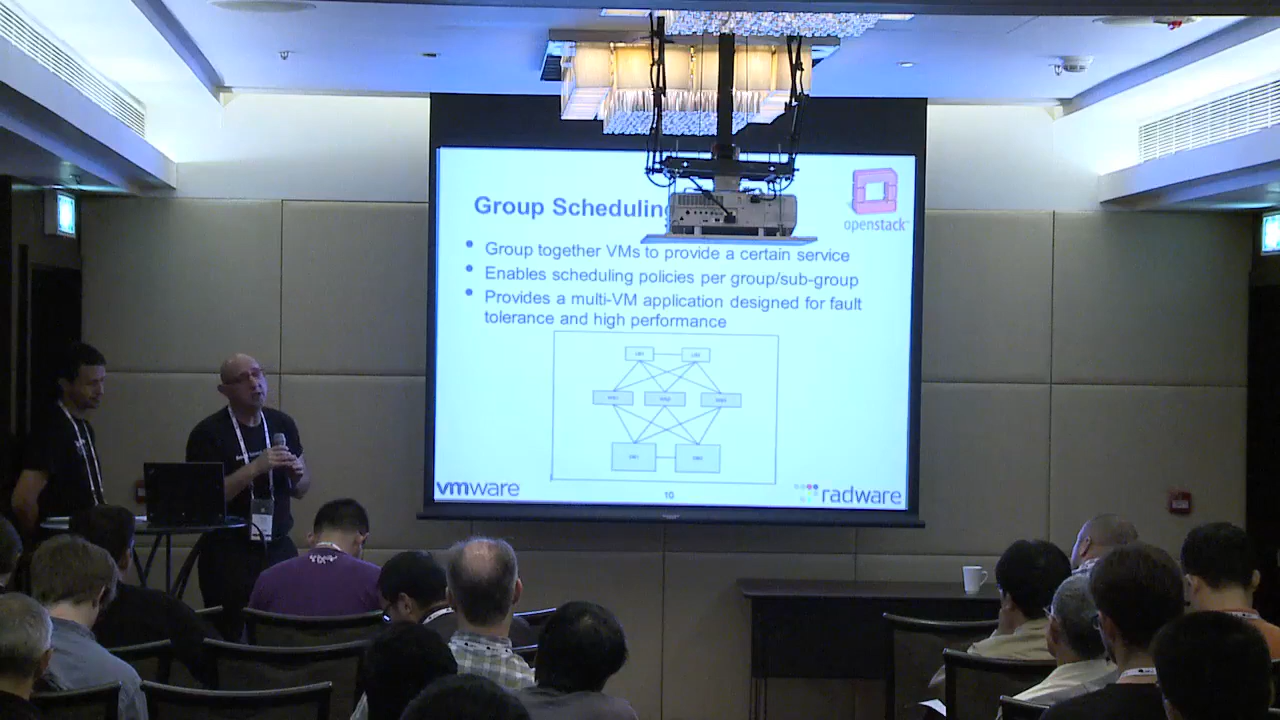 Group Scheduling
openstack
Group together VMs to provide a certain service
Enables scheduling policies per group/sub-group
Provides a multi-VM application designed for fault
tolerance and high performance
vmware
10
radware